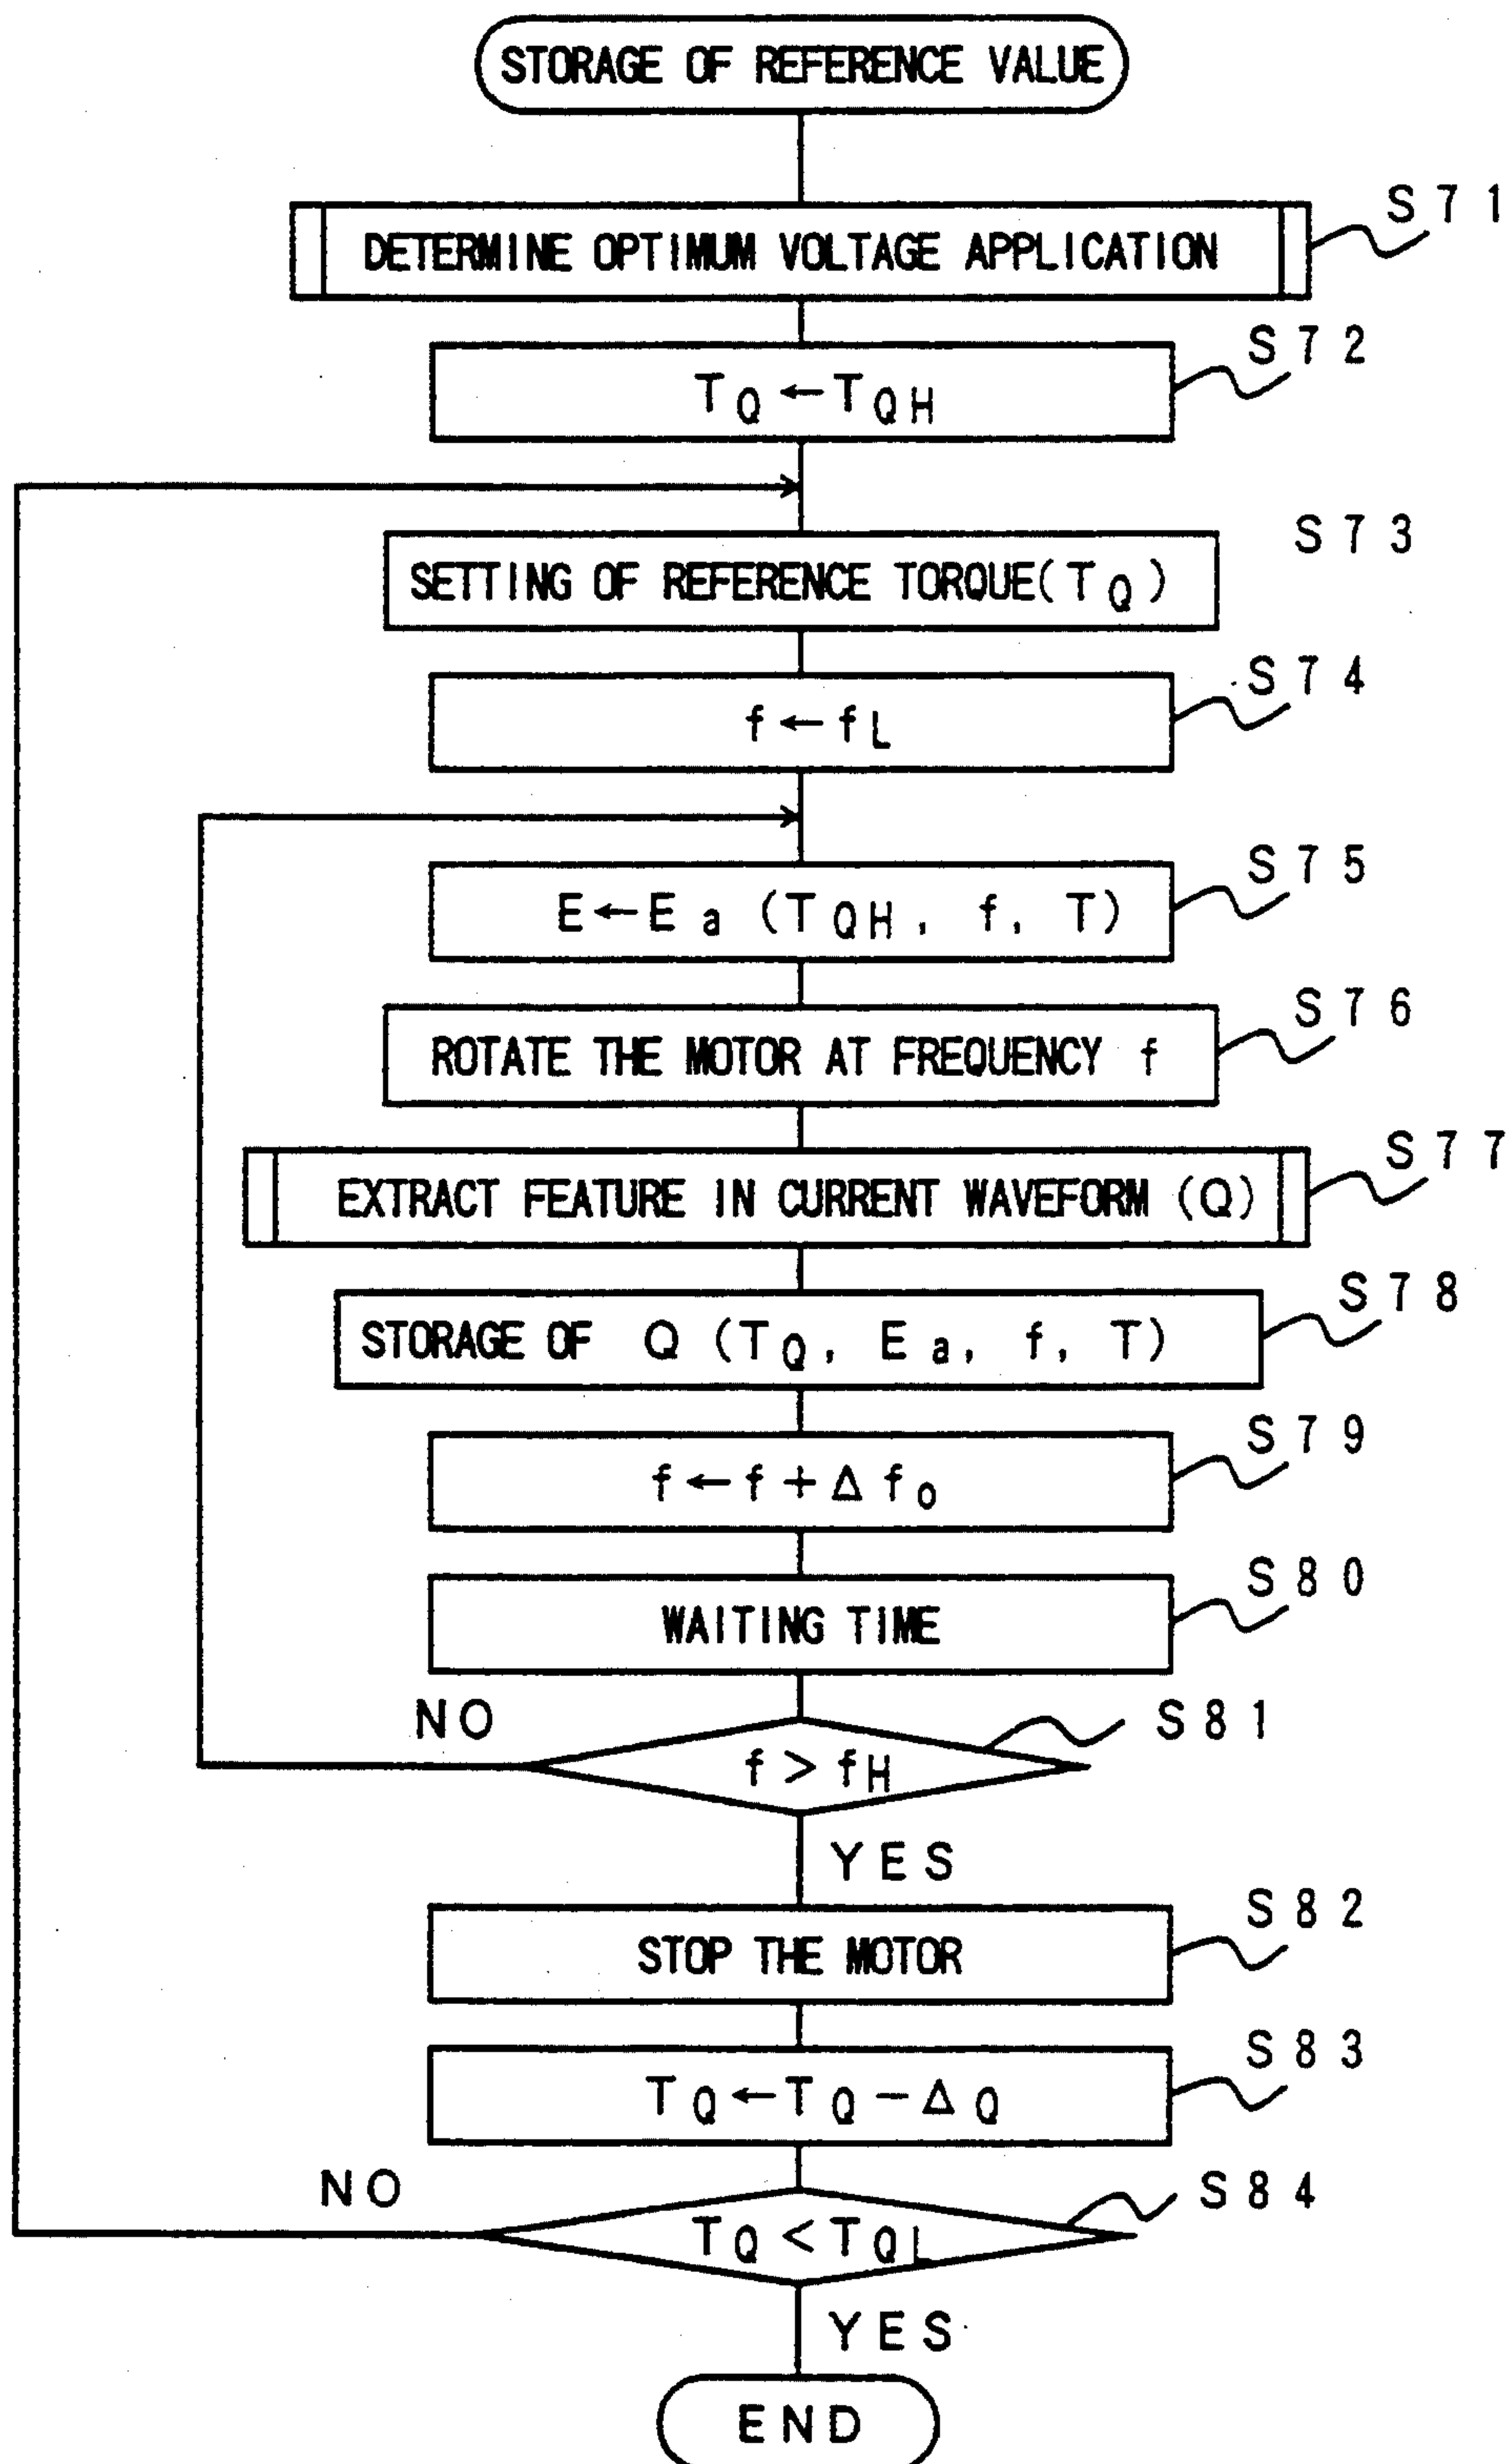 STORAGE OF REFERENCE VALUE
S71
DETERMINE OPTIMUM VOLTAGE APPLICATION
S72
TQ←TQH
S73
SETTING OF REFERENCE TORQUE(TQ)
S74
f←fL
S75
E←Ea (TQH, f, T)
S76
ROTATE THE MOTOR AT FREQUENCY f
S77
EXTRACT FEATURE IN CURRENT WAVEFORM (Q)
S78
STORAGE OF Q (TQ, Ea, f, T)
S79
f←f+Δfo
S80
WAITING TIME
NO
S81
f>fH
YES
S82
STOP THE MOTOR
S83
TQ←TQ−ΔQ
NO
S84
TQ<TQL
YES
END